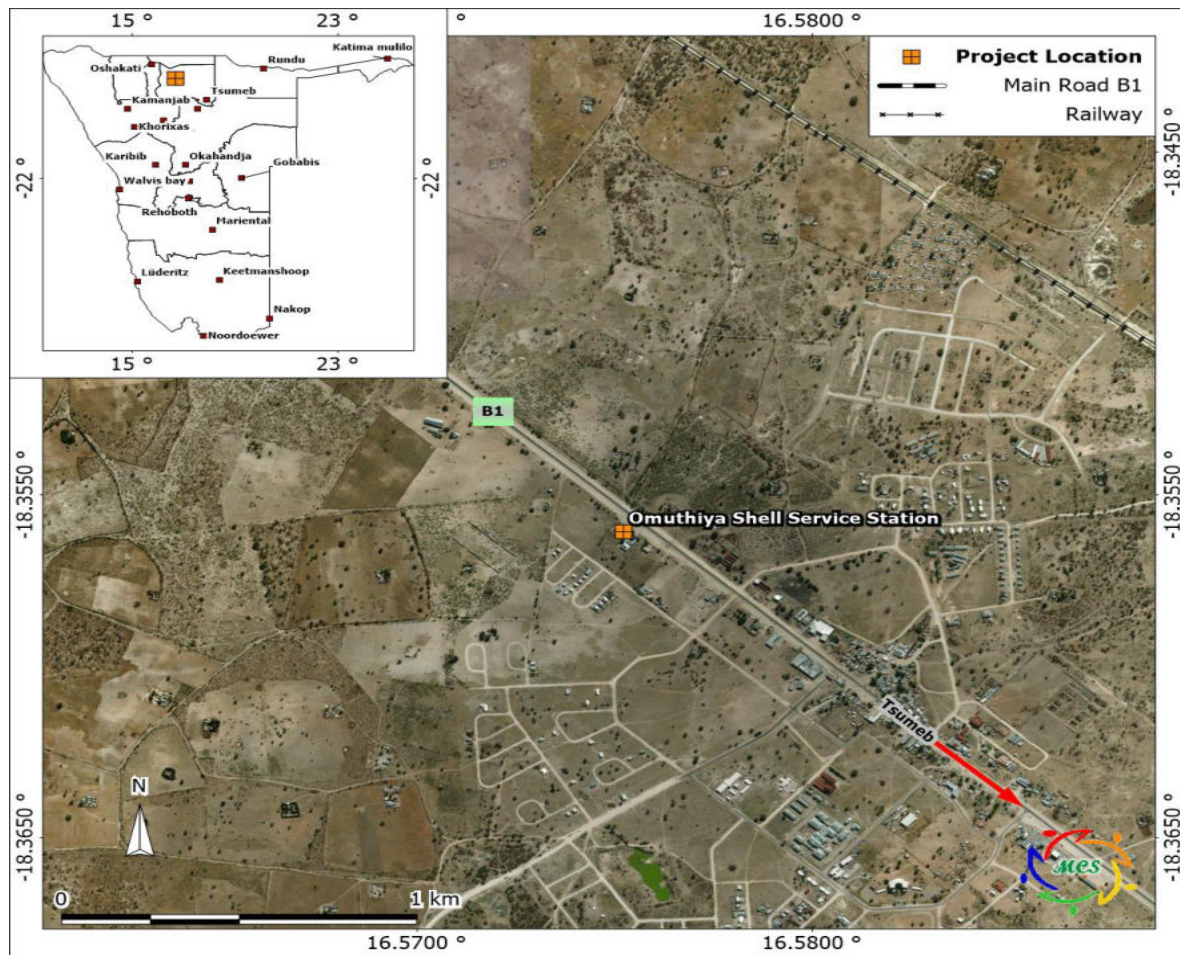 15 °
23 °
Katima mulilo
Oshakati
Rundu
Tsumeb
Kamanjab
Khorixas
-22 °
Karibib
Okahandja
Gobabis
-22 °
Walvis bay
Rehoboth
Mariental
Lüderitz
Keetmanshoop
Nakop
Noordoewer
15 °
23 °
°
16.5800 °
Project Location
Main Road B1
Railway
-18.3450 °
B1
-18.3550 °
-18.3550 °
Omuthiya Shell Service Station
Tsumeb
N
-18.3650 °
-18.3650 °
MCS
0
1 km
16.5700 °
16.5800 °